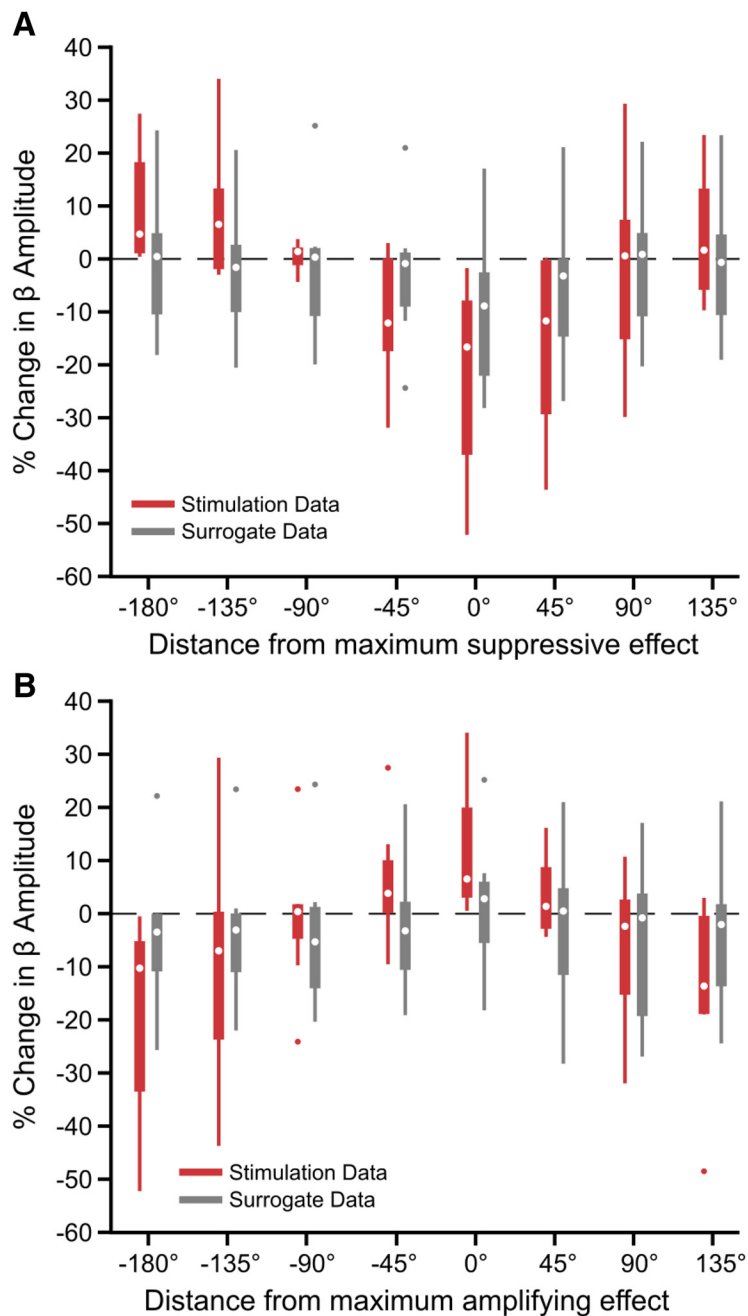 A
40
30
20
10
0
-10
-20
-30
-40
-50
-60
% Change in β Amplitude
Stimulation Data
Surrogate Data
-180° -135° -90° -45° 0° 45° 90° 135°
Distance from maximum suppressive effect
B
40
30
20
10
0
-10
-20
-30
-40
-50
-60
% Change in β Amplitude
Stimulation Data
Surrogate Data
-180° -135° -90° -45° 0° 45° 90° 135°
Distance from maximum amplifying effect